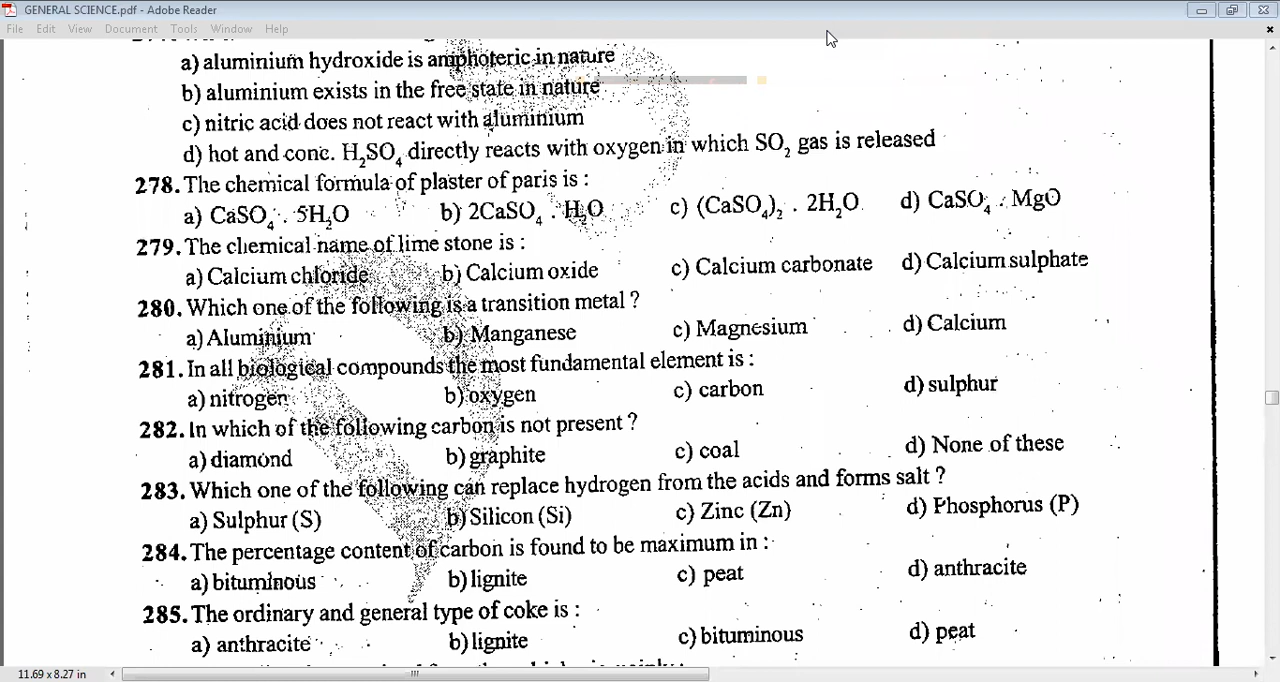 GENERAL SCIENCE.pdf - Adobe Reader
File Edit View Document Tools Window Help
a) aluminium hydroxide is amphoteric in nature
b) aluminium exists in the free state in nature
c) nitric acid does not react with aluminium
d) hot and conc. H₂SO₄ directly reacts with oxygen in which SO₂ gas is released
278. The chemical formula of plaster of paris is :
a) CaSO₄ . 5H₂O b) 2CaSO₄ . H₂O c) (CaSO₄)₂ . 2H₂O d) CaSO₄ . MgO
279. The chemical name of lime stone is :
a) Calcium chloride b) Calcium oxide c) Calcium carbonate d) Calcium sulphate
280. Which one of the following is a transition metal ?
a) Aluminium b) Manganese c) Magnesium d) Calcium
281. In all biological compounds the most fundamental element is :
a) nitrogen b) oxygen c) carbon d) sulphur
282. In which of the following carbon is not present ?
a) diamond b) graphite c) coal d) None of these
283. Which one of the following can replace hydrogen from the acids and forms salt ?
a) Sulphur (S) b) Silicon (Si) c) Zinc (Zn) d) Phosphorus (P)
284. The percentage content of carbon is found to be maximum in :
a) bituminous b) lignite c) peat d) anthracite
285. The ordinary and general type of coke is :
a) anthracite b) lignite c) bituminous d) peat
11.69 x 8.27 in